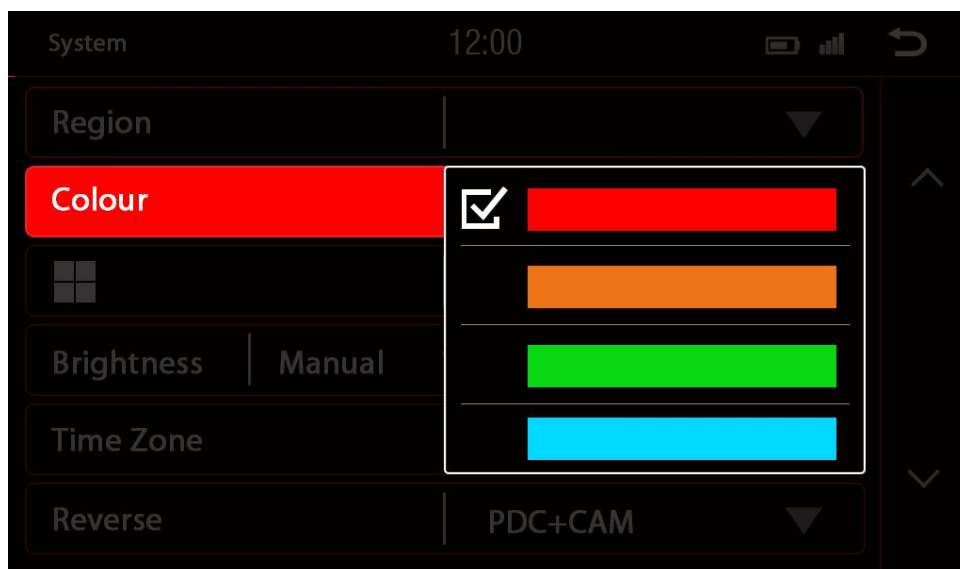 System 12:00
Region
Colour
Brightness Manual
Time Zone
Reverse PDC+CAM